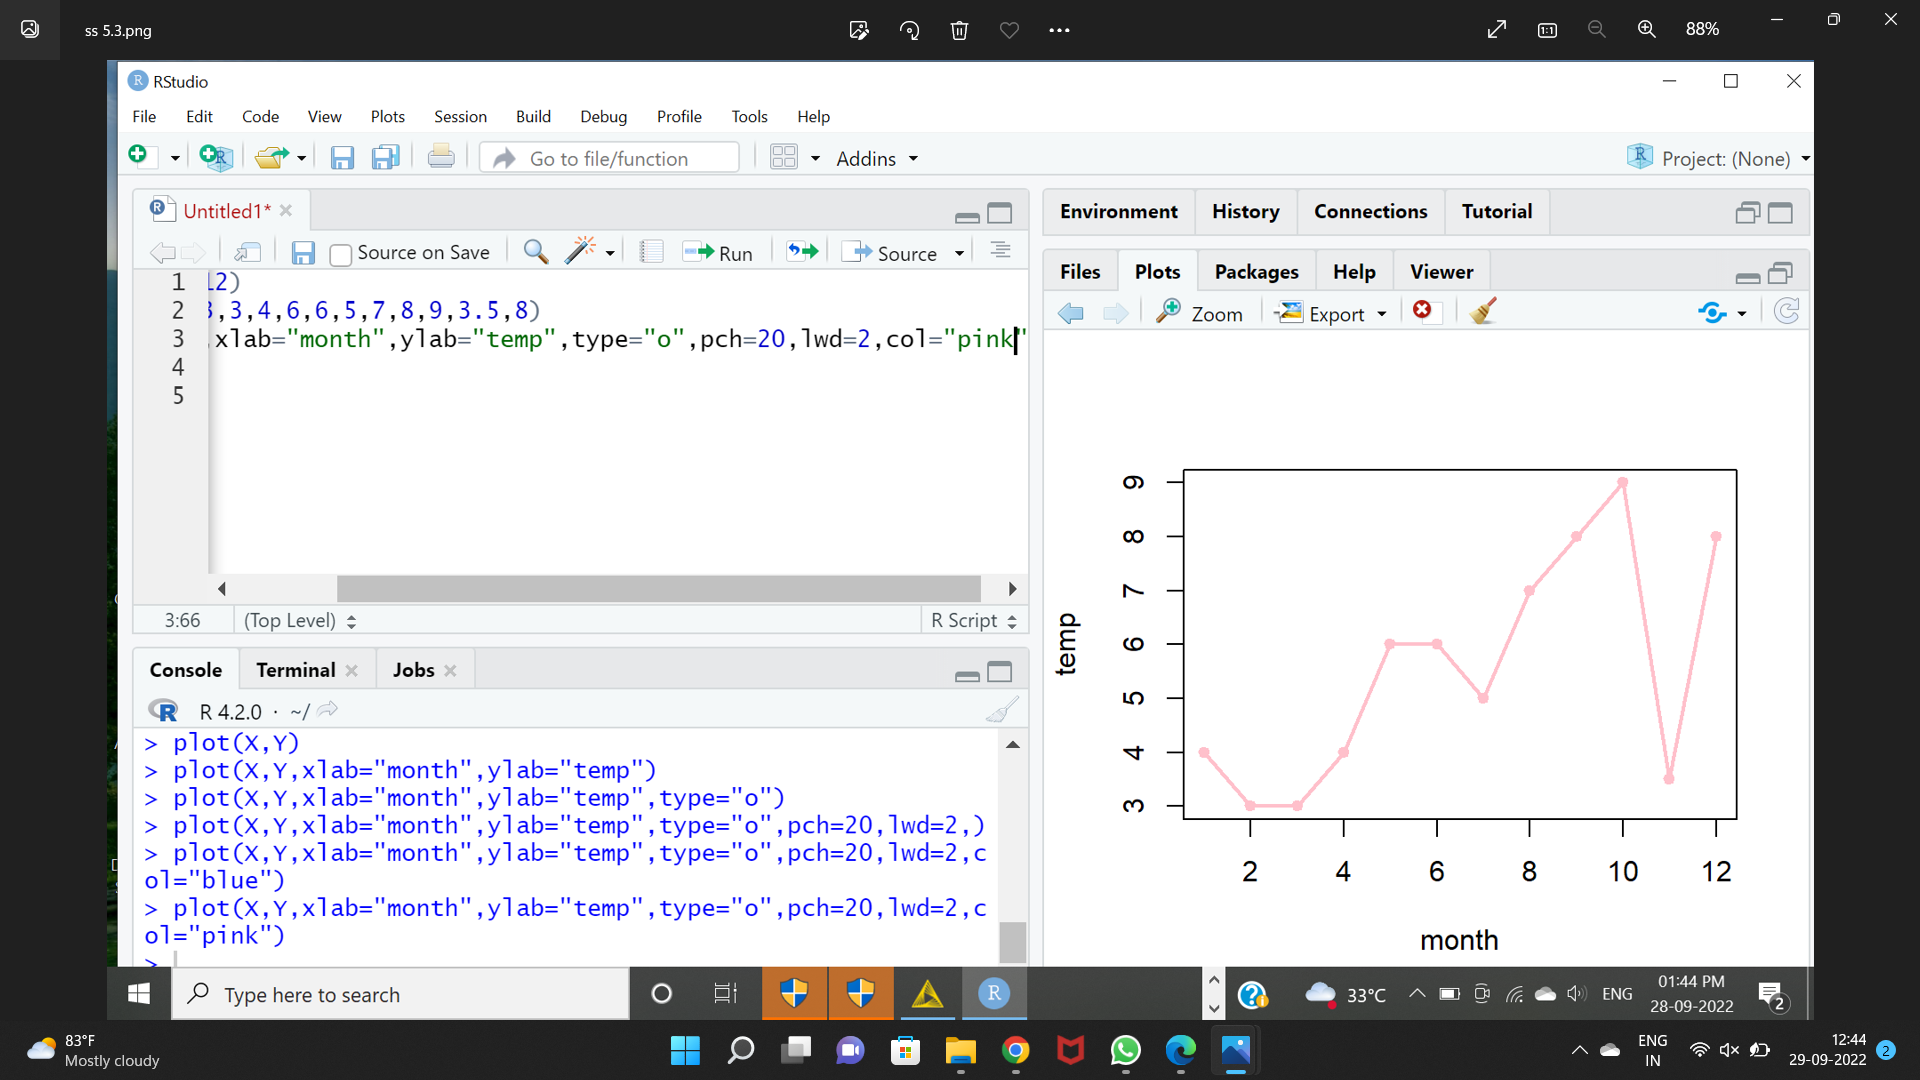 ss 5.3.png
88%
RStudio
File Edit Code View Plots Session Build Debug Profile Tools Help
Go to file/function
Addins
Project: (None)
Untitled1*
Source on Save
Run
Source
1 12)
2 3,3,4,6,6,5,7,8,9,3.5,8)
3 ,xlab="month",ylab="temp",type="o",pch=20,lwd=2,col="pink"
4
5
3:66
(Top Level)
R Script
Console Terminal Jobs
R 4.2.0 · ~/
> plot(X,Y)
> plot(X,Y,xlab="month",ylab="temp")
> plot(X,Y,xlab="month",ylab="temp",type="o")
> plot(X,Y,xlab="month",ylab="temp",type="o",pch=20,lwd=2,)
> plot(X,Y,xlab="month",ylab="temp",type="o",pch=20,lwd=2,c
ol="blue")
> plot(X,Y,xlab="month",ylab="temp",type="o",pch=20,lwd=2,c
ol="pink")
>
Environment History Connections Tutorial
Files Plots Packages Help Viewer
Zoom
Export
9
8
7
6
5
4
3
temp
2 4 6 8 10 12
month
Type here to search
33°C
ENG
01:44 PM
28-09-2022
2
83°F
Mostly cloudy
ENG
IN
12:44
29-09-2022
2